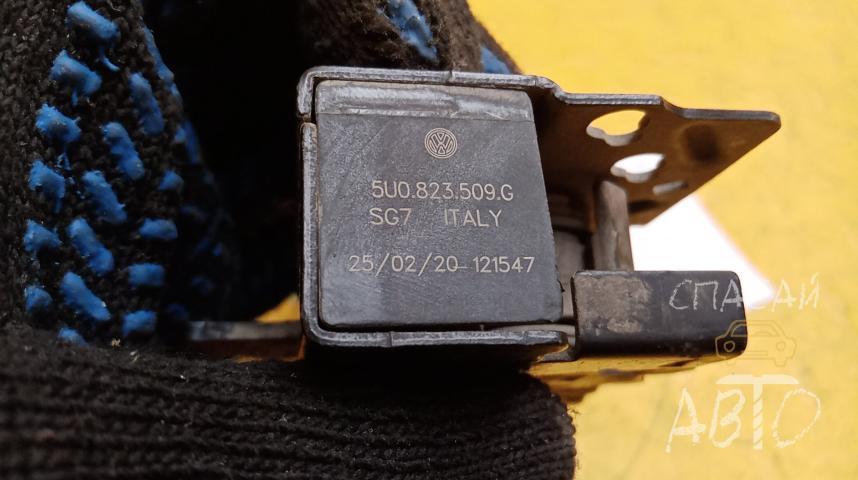 5U0.823.509.G
SG7 ITALY
25/02/20-121547
СПАСАЙ
АВТО